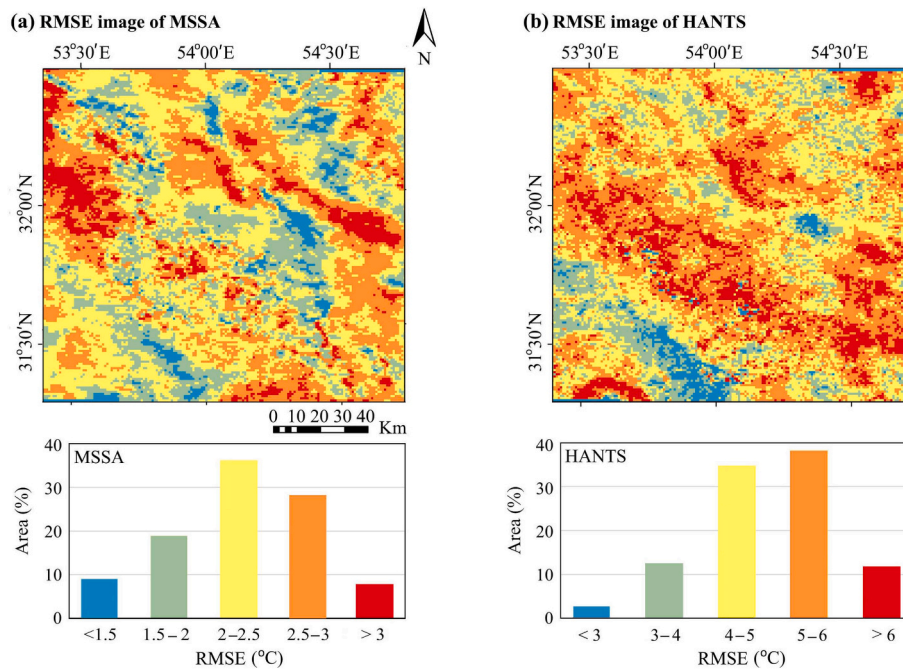 (a) RMSE image of MSSA
53°30′E 54°00′E 54°30′E
N
32°00′N
31°30′N
0 10 20 30 40
Km
(b) RMSE image of HANTS
53°30′E 54°00′E 54°30′E
32°00′N
31°30′N
MSSA
Area (%)
40
30
20
10
0
<1.5 1.5–2 2–2.5 2.5–3 >3
RMSE (°C)
HANTS
Area (%)
40
30
20
10
0
<3 3–4 4–5 5–6 >6
RMSE (°C)